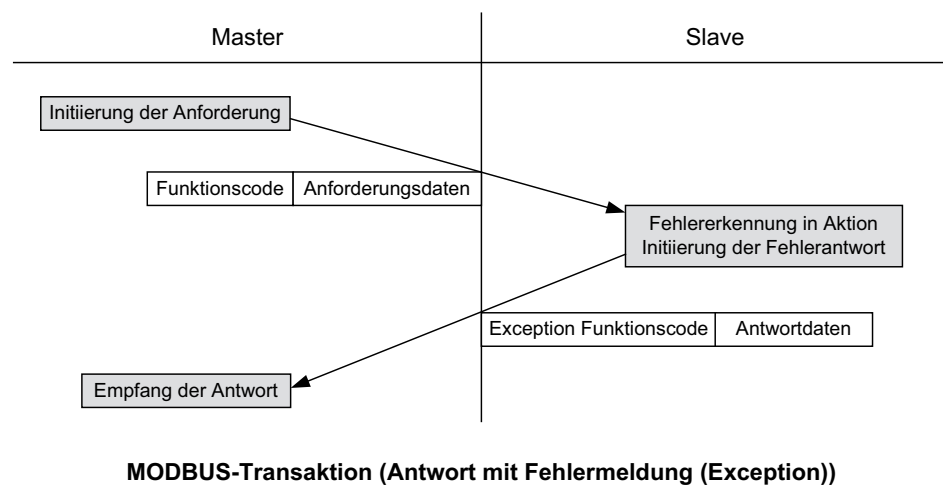 Master
Slave
Initiierung der Anforderung
Funktionscode
Anforderungsdaten
Fehlererkennung in Aktion
Initiierung der Fehlerantwort
Exception Funktionscode
Antwortdaten
Empfang der Antwort
MODBUS-Transaktion (Antwort mit Fehlermeldung (Exception))